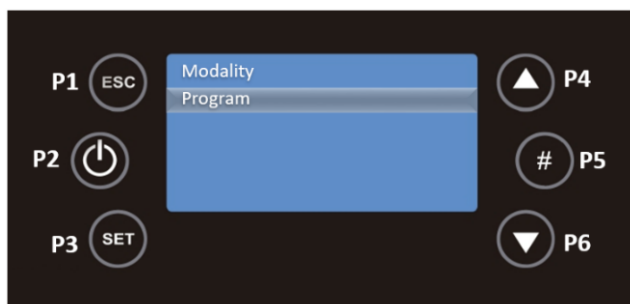 P1 ESC
Modality
Program
P4
P2
# P5
P3 SET
P6